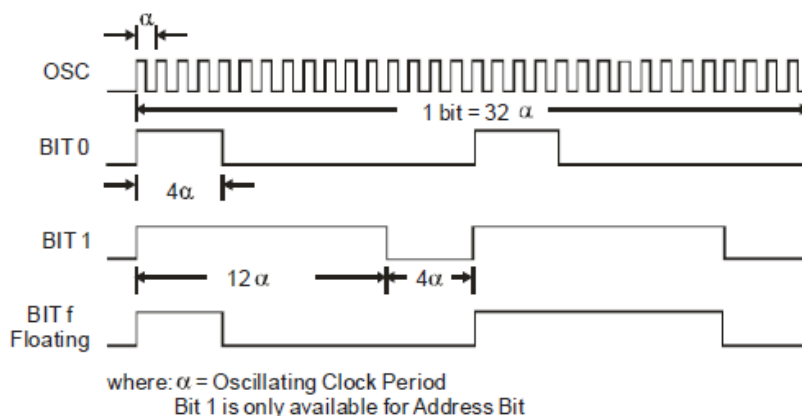 α
OSC
1 bit = 32 α
BIT 0
4α
BIT 1
12 α
4α
BIT f
Floating
where: α = Oscillating Clock Period
Bit 1 is only available for Address Bit